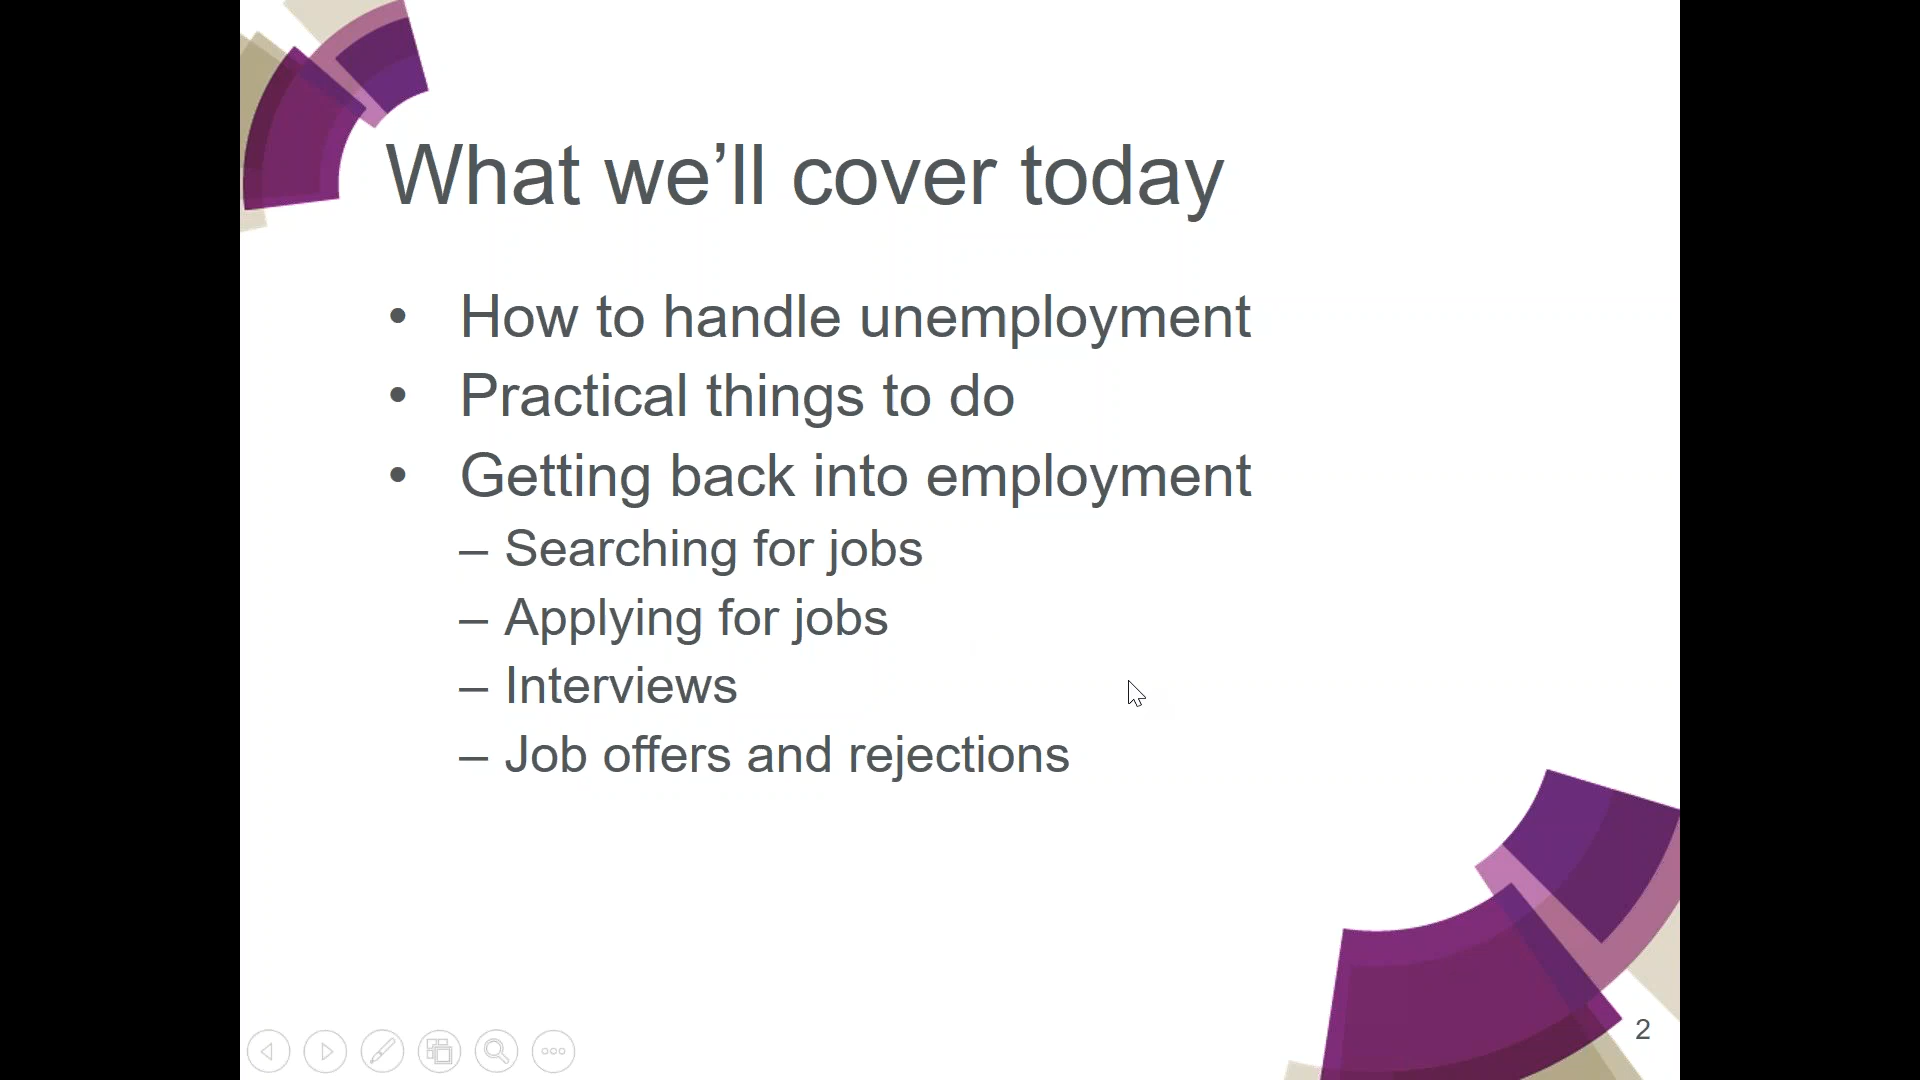 What we’ll cover today
• How to handle unemployment
• Practical things to do
• Getting back into employment
– Searching for jobs
– Applying for jobs
– Interviews
– Job offers and rejections
2